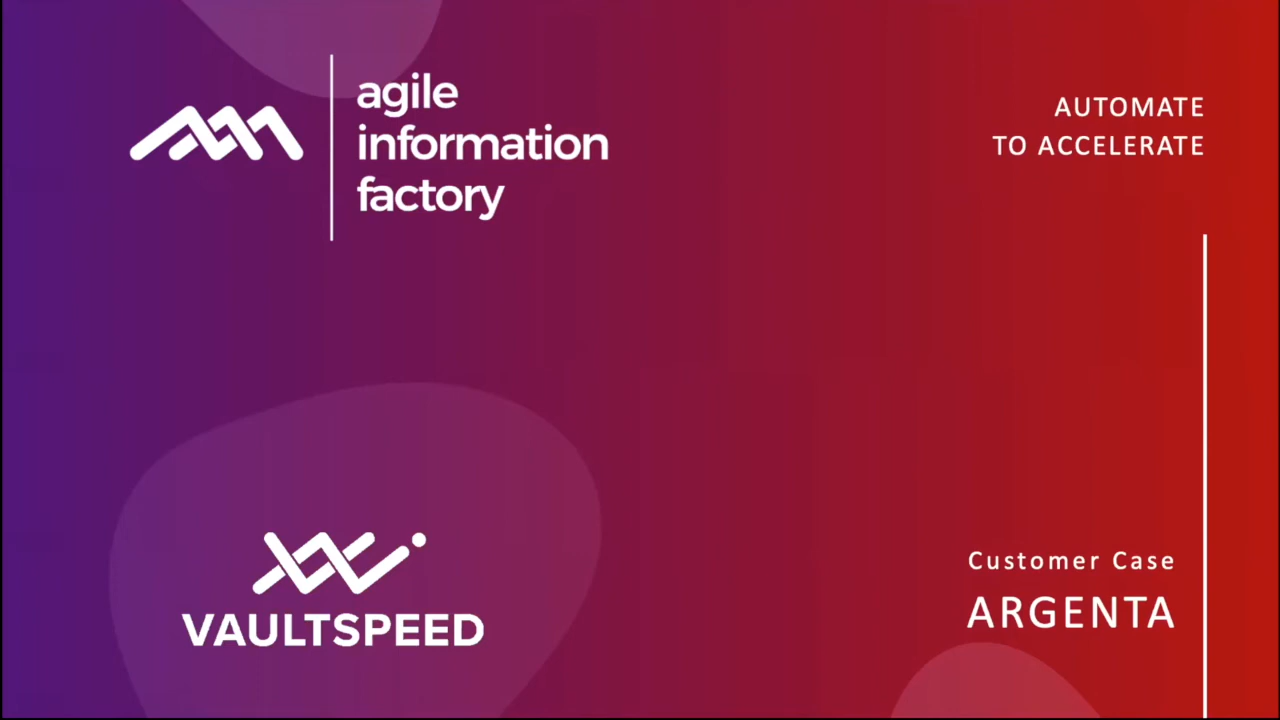 agile
information
factory
AUTOMATE
TO ACCELERATE
VAULTSPEED
Customer Case
ARGENTA